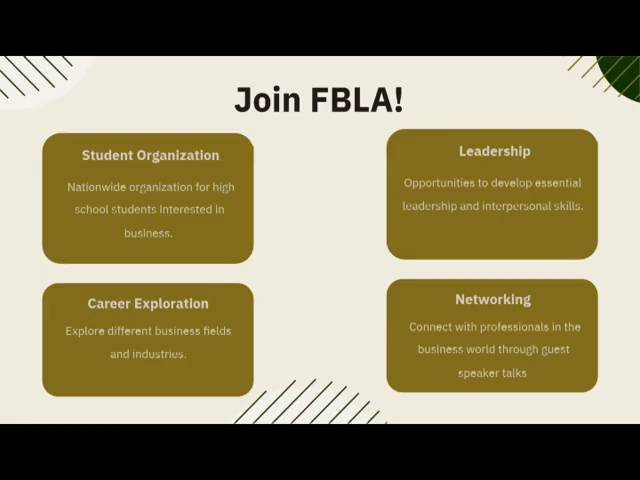 Join FBLA!
Student Organization
Nationwide organization for high
school students interested in
business.
Leadership
Opportunities to develop essential
leadership and interpersonal skills.
Career Exploration
Explore different business fields
and industries.
Networking
Connect with professionals in the
business world through guest
speaker talks